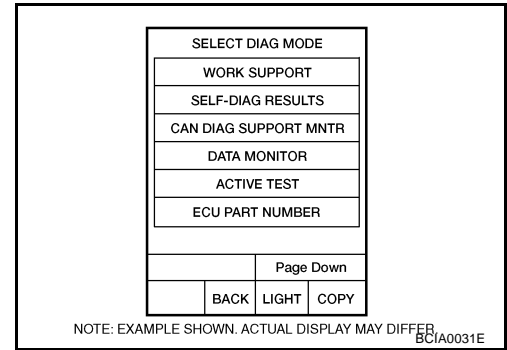 SELECT DIAG MODE
WORK SUPPORT
SELF-DIAG RESULTS
CAN DIAG SUPPORT MNTR
DATA MONITOR
ACTIVE TEST
ECU PART NUMBER
Page Down
BACK LIGHT COPY
NOTE: EXAMPLE SHOWN. ACTUAL DISPLAY MAY DIFFER.
BCIA0031E